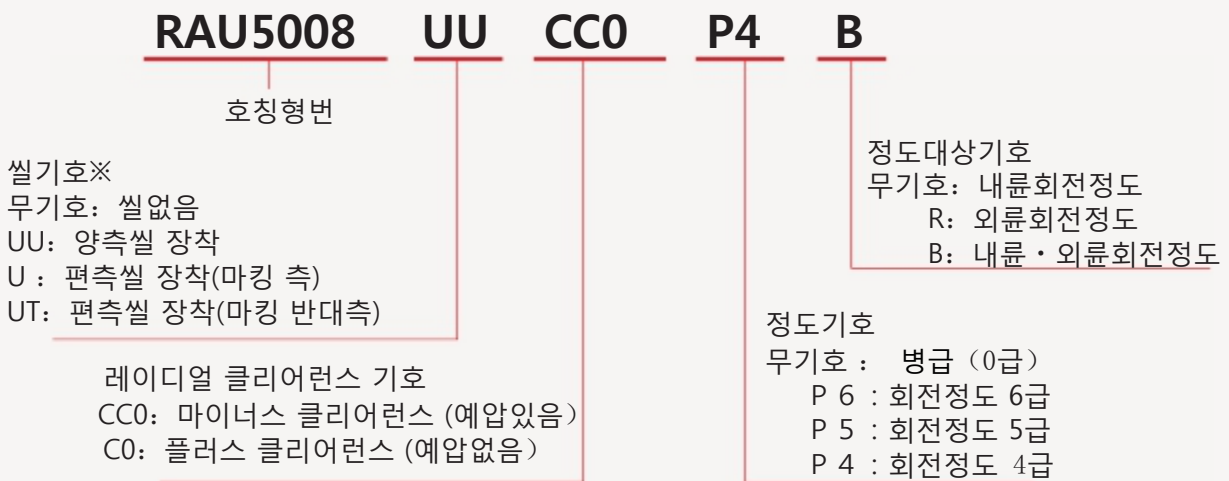 RAU5008 UU CC0 P4 B
호칭형번
씰기호※
무기호: 씰없음
UU: 양측씰 장착
U : 편측씰 장착(마킹 측)
UT: 편측씰 장착(마킹 반대측)
레이디얼 클리어런스 기호
CC0: 마이너스 클리어런스 (예압있음)
C0: 플러스 클리어런스 (예압없음)
정도대상기호
무기호: 내륜회전정도
R: 외륜회전정도
B: 내륜・외륜회전정도
정도기호
무기호 : 병급（0급）
P 6 : 회전정도 6급
P 5 : 회전정도 5급
P 4 : 회전정도 4급